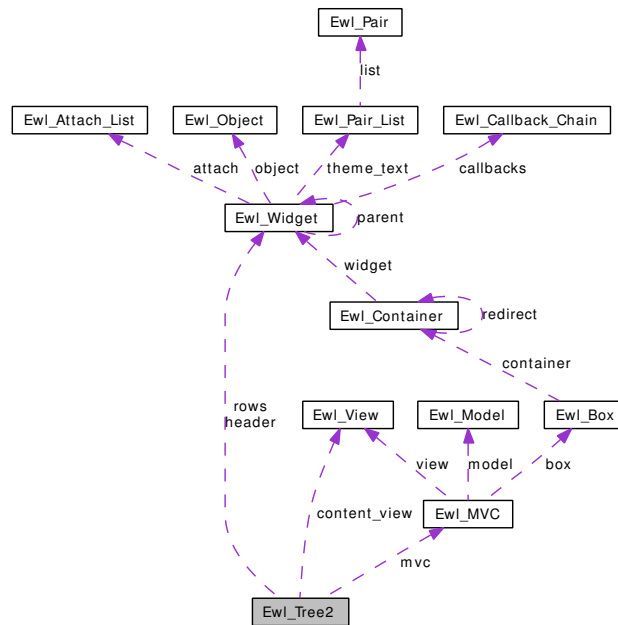 Ewl_Pair
list
Ewl_Attach_List
Ewl_Object
Ewl_Pair_List
Ewl_Callback_Chain
attach
object
theme_text
callbacks
Ewl_Widget
parent
widget
Ewl_Container
redirect
container
rows
header
Ewl_View
Ewl_Model
Ewl_Box
view
model
box
content_view
Ewl_MVC
mvc
Ewl_Tree2